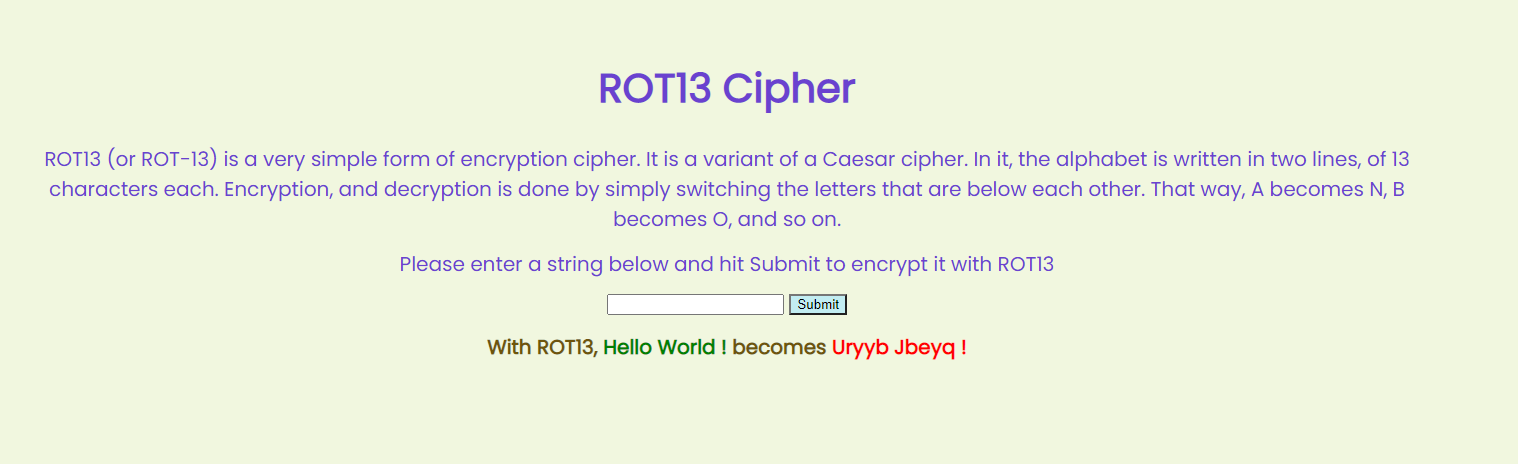 ROT13 Cipher
ROT13 (or ROT-13) is a very simple form of encryption cipher. It is a variant of a Caesar cipher. In it, the alphabet is written in two lines, of 13
characters each. Encryption, and decryption is done by simply switching the letters that are below each other. That way, A becomes N, B
becomes O, and so on.
Please enter a string below and hit Submit to encrypt it with ROT13
Submit
With ROT13, Hello World ! becomes Uryyb Jbeyq !